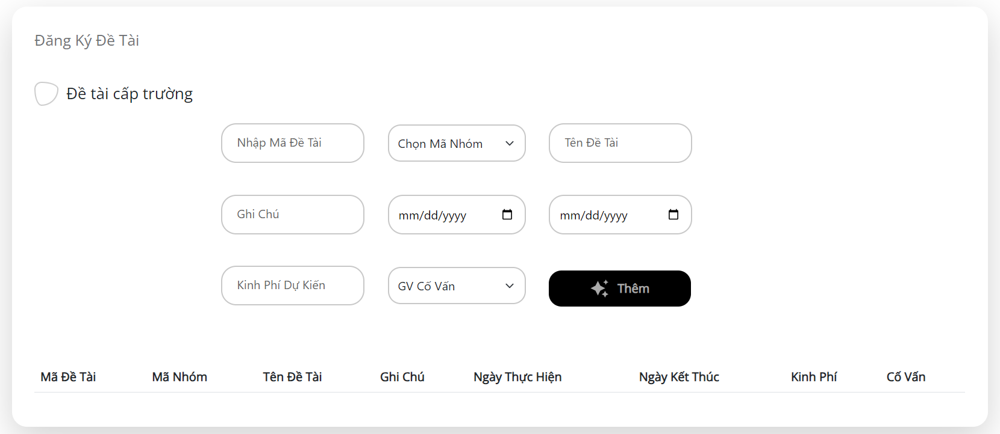 Đăng Ký Đề Tài
Đề tài cấp trường
Nhập Mã Đề Tài Chọn Mã Nhóm Tên Đề Tài
Ghi Chú mm/dd/yyyy mm/dd/yyyy
Kinh Phí Dự Kiến GV Cố Vấn Thêm
Mã Đề Tài Mã Nhóm Tên Đề Tài Ghi Chú Ngày Thực Hiện Ngày Kết Thúc Kinh Phí Cố Vấn